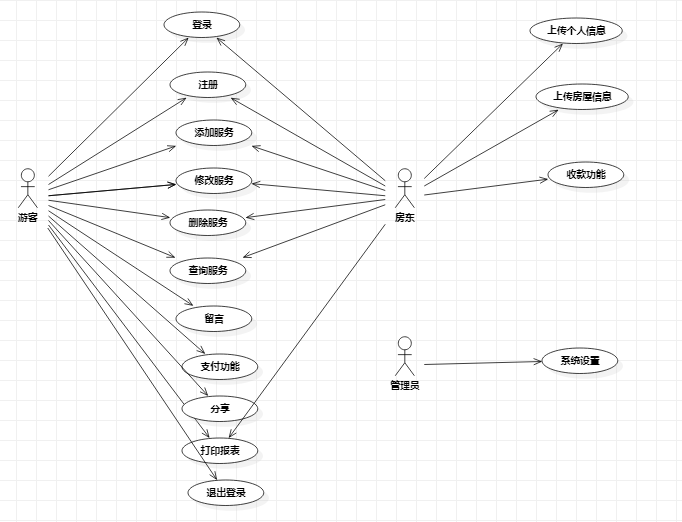 登录
上传个人信息
注册
上传房屋信息
添加服务
修改服务
收款功能
游客
房东
删除服务
查询服务
留言
支付功能
系统设置
管理员
分享
打印报表
退出登录